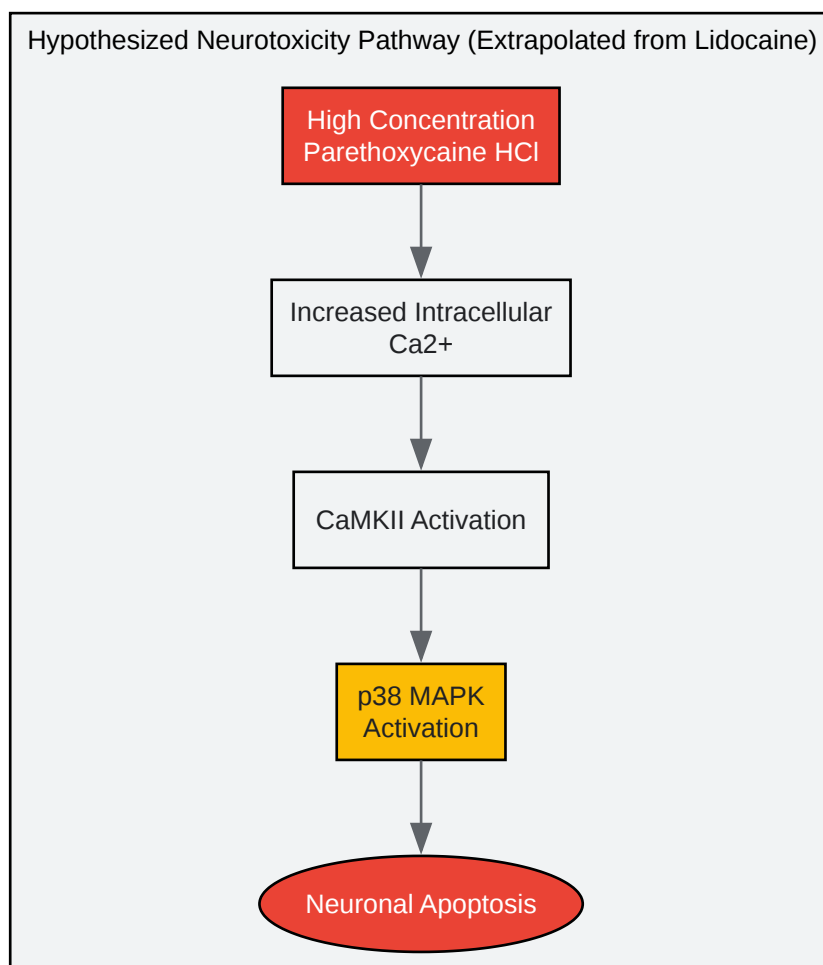 Hypothesized Neurotoxicity Pathway (Extrapolated from Lidocaine)
High Concentration
Parethoxycaine HCl
Increased Intracellular
Ca2+
CaMKII Activation
p38 MAPK
Activation
Neuronal Apoptosis